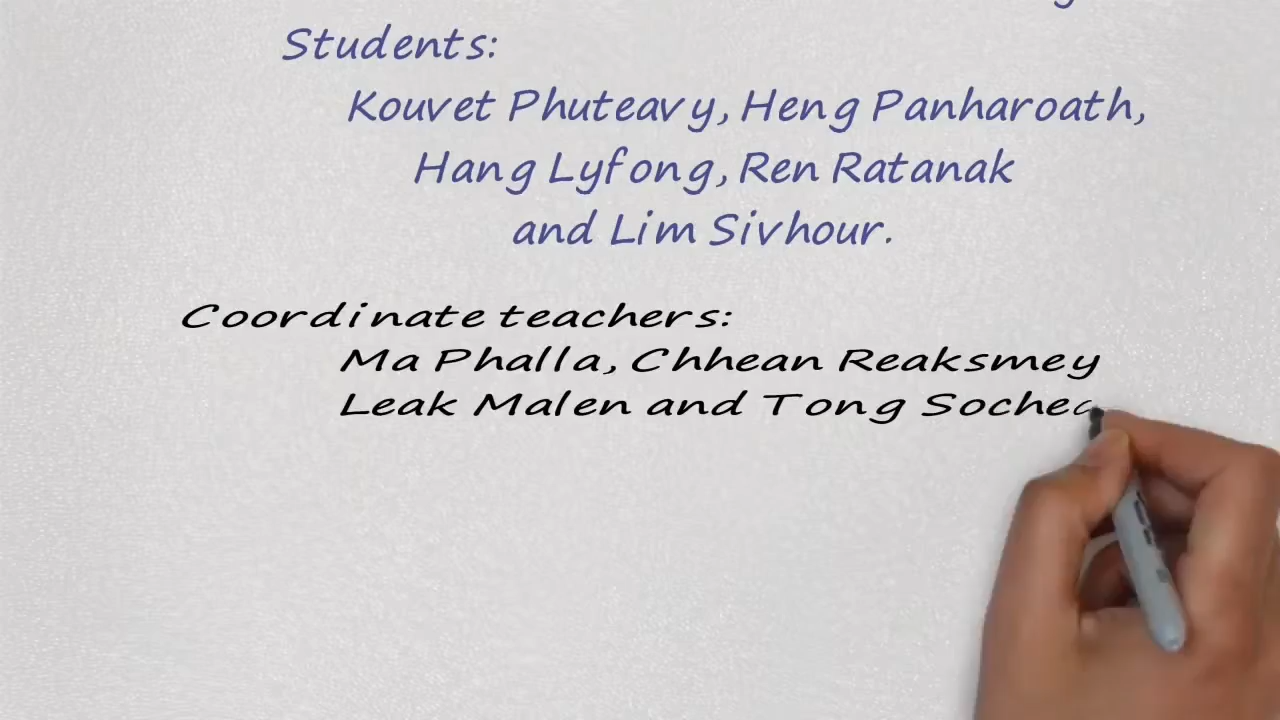 Students:
Kouvet Phuteavy, Heng Panharoath,
Hang Lyfong, Ren Ratanak
and Lim Sivhour.
Coordinate teachers:
Ma Phalla, Chhean Reaksmey
Leak Malen and Tong